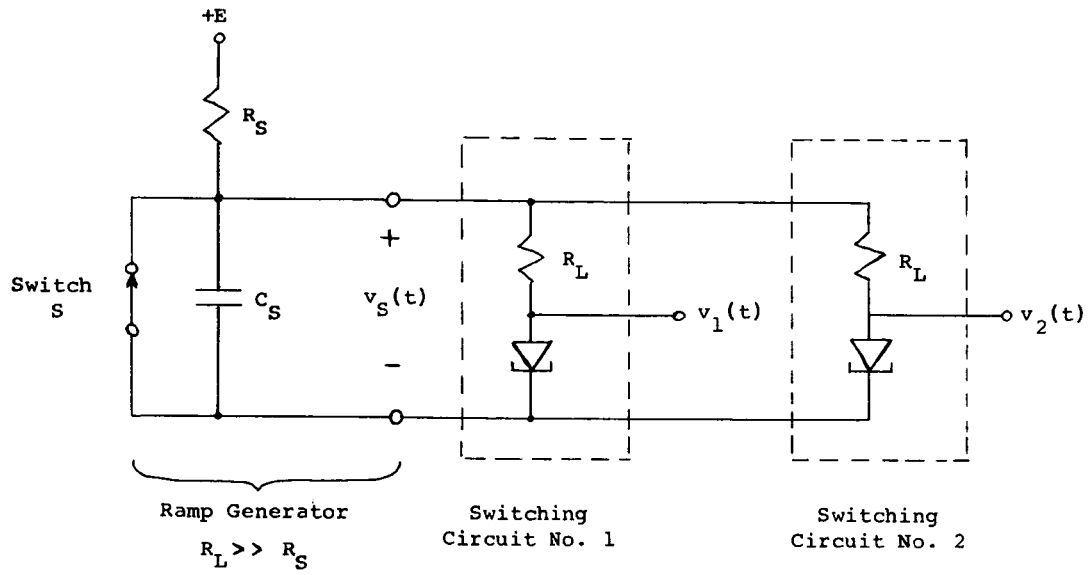 +E
R_S
Switch
S
C_S
+
v_S(t)
-
R_L
v_1(t)
R_L
v_2(t)
Ramp Generator
R_L >> R_S
Switching
Circuit No. 1
Switching
Circuit No. 2